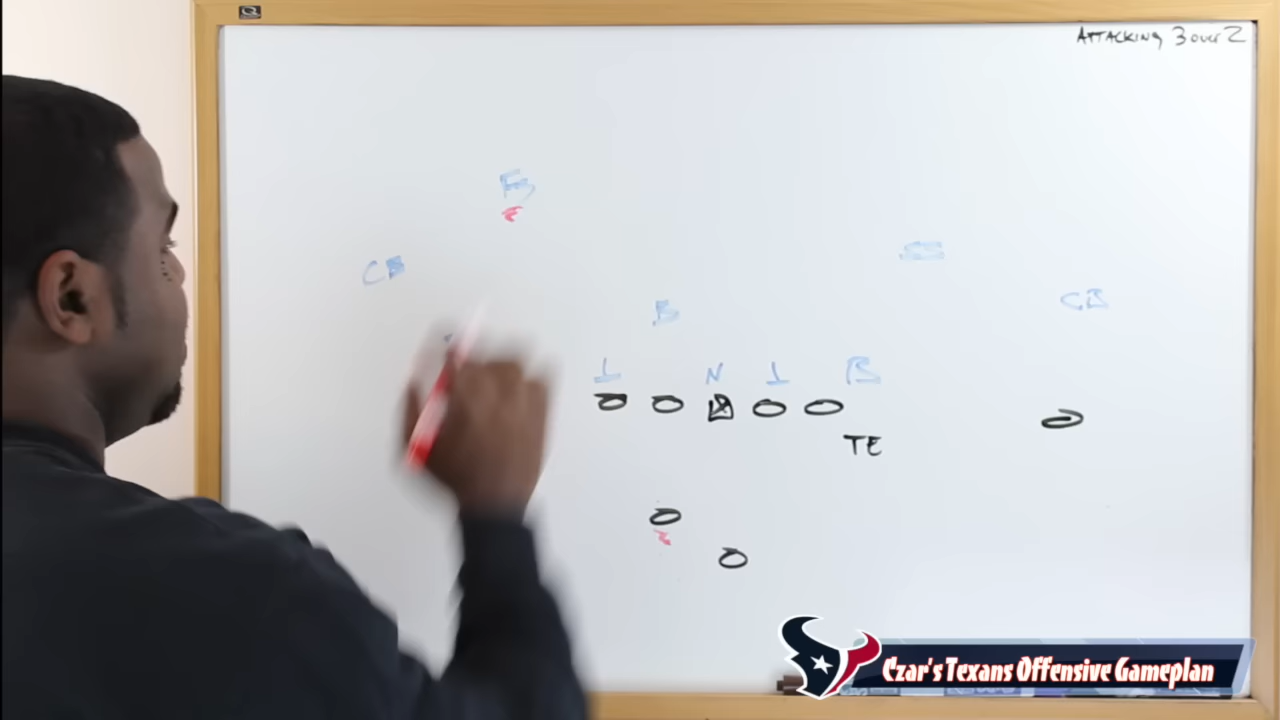 ATTACKING 3 OVER 2
FS
CB
B
CB
N
B
TE
Czar's Texans Offensive Gameplan